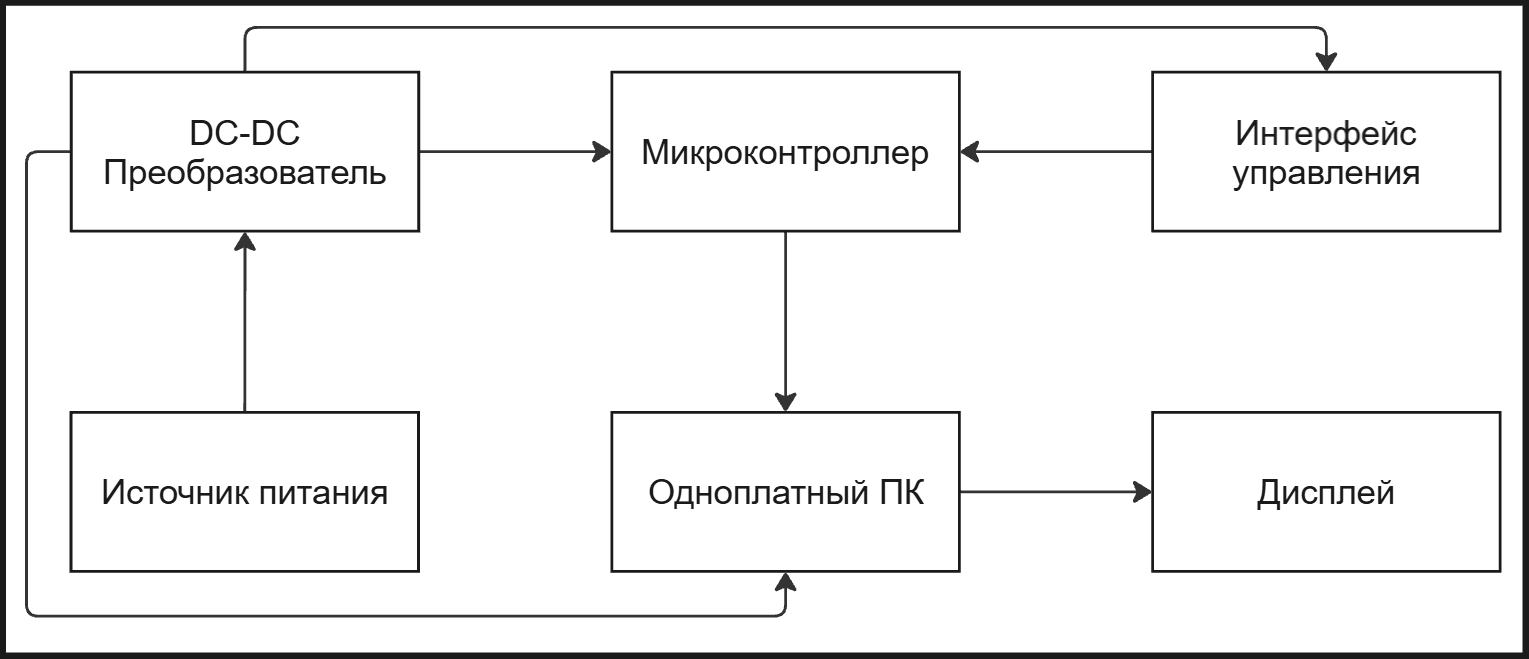 DC-DC
Преобразователь
Микроконтроллер
Интерфейс
управления
Источник питания
Одноплатный ПК
Дисплей